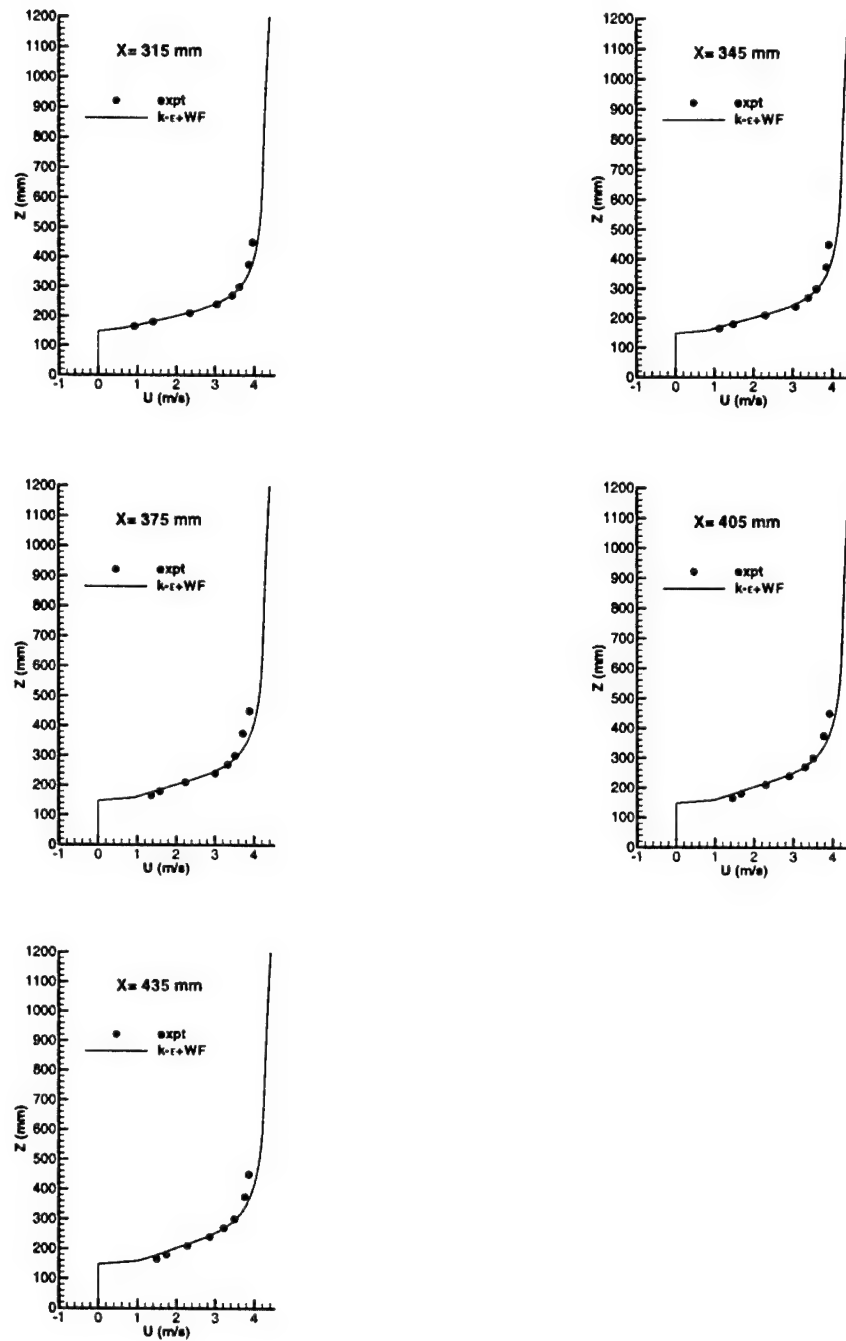 1200
1100
X= 315 mm
1000
expt
900
k-ε+WF
800
700
Z (mm)
600
500
400
300
200
100
0
-1 0 1 2 3 4
U (m/s)
1200
1100
X= 345 mm
1000
expt
900
k-ε+WF
800
700
Z (mm)
600
500
400
300
200
100
0
-1 0 1 2 3 4
U (m/s)
1200
1100
X= 375 mm
1000
expt
900
k-ε+WF
800
700
Z (mm)
600
500
400
300
200
100
0
-1 0 1 2 3 4
U (m/s)
1200
1100
X= 405 mm
1000
expt
900
k-ε+WF
800
700
Z (mm)
600
500
400
300
200
100
0
-1 0 1 2 3 4
U (m/s)
1200
1100
X= 435 mm
1000
expt
900
k-ε+WF
800
700
Z (mm)
600
500
400
300
200
100
0
-1 0 1 2 3 4
U (m/s)